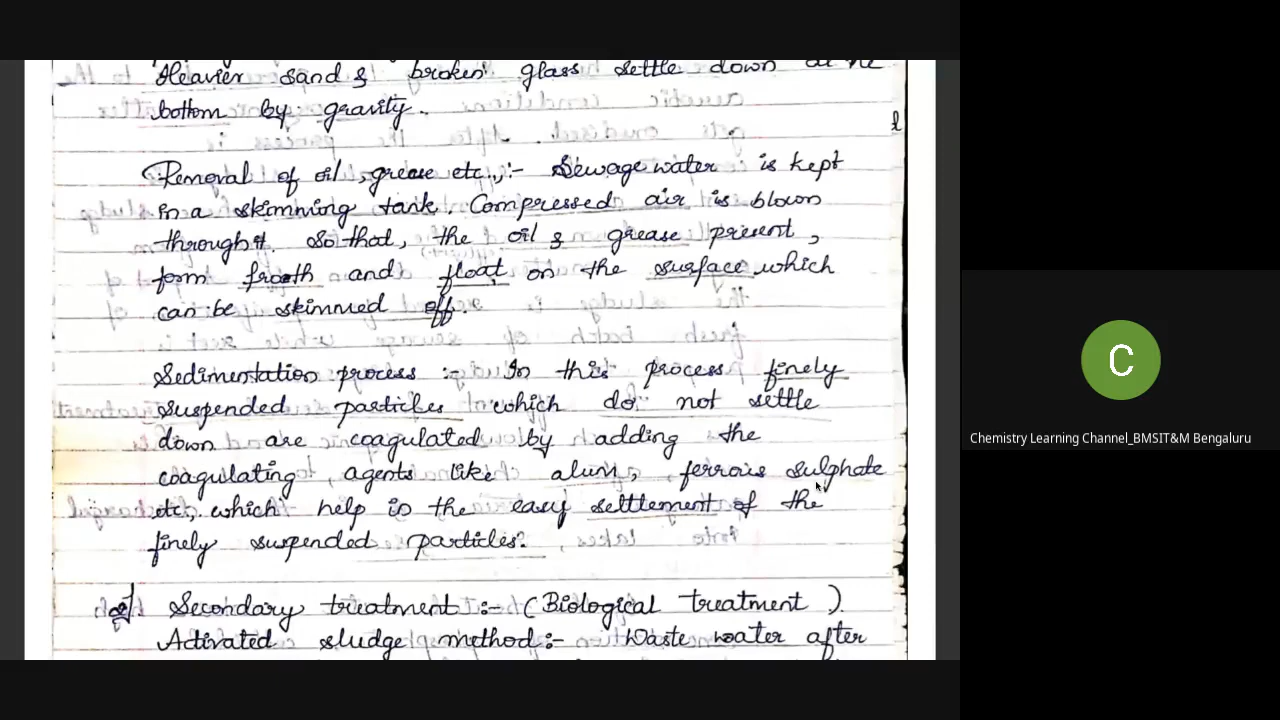 Heavier sand & broken glass settle down at the
bottom by gravity.
Removal of oil, grease etc.,:- Sewage water is kept
in a skimming tank. Compressed air is blown
through it. So that, the oil & grease present,
form froth and float on the surface which
can be skimmed off.
Sedimentation process :- In this process finely
suspended particles which do not settle
down are coagulated by adding the
coagulating agents like alum, ferrous sulphate
etc, which help in the easy settlement of the
finely suspended particles.
Secondary treatment :- (Biological treatment).
Activated sludge method:- Waste water after
C
Chemistry Learning Channel_BMSIT&M Bengaluru